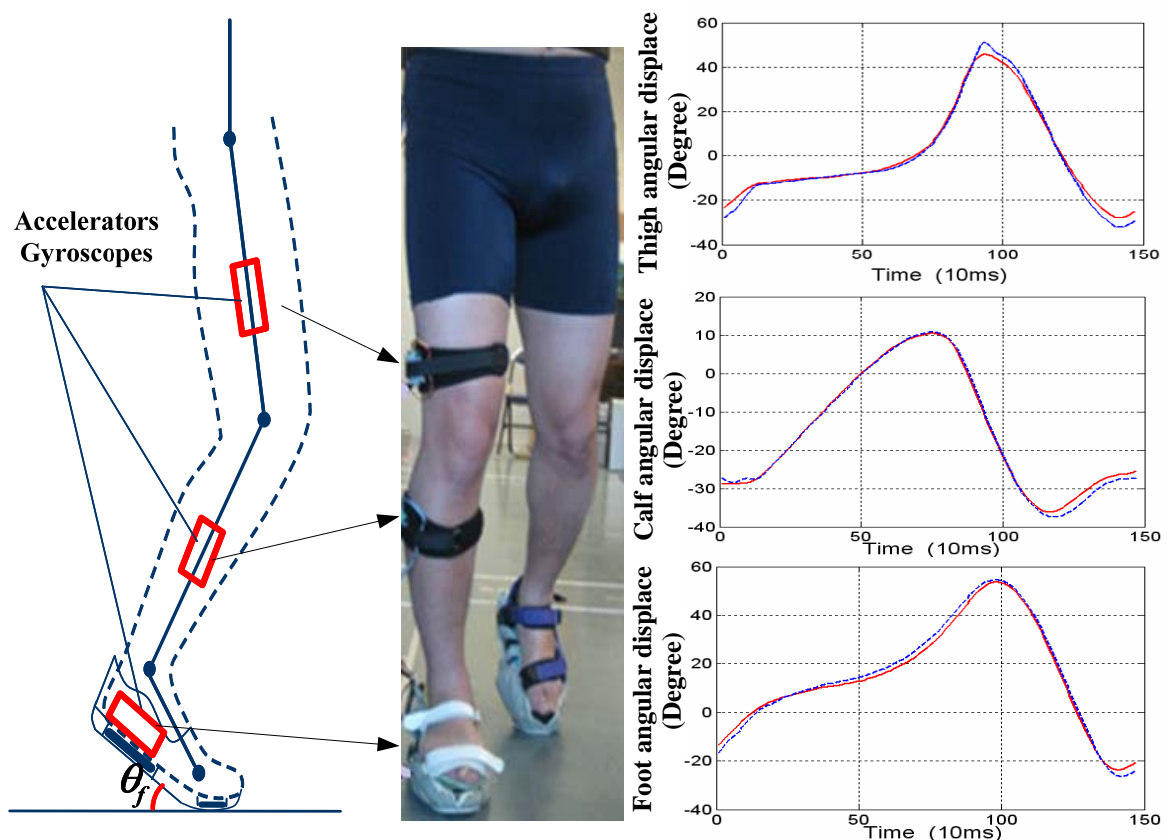 Accelerators
Gyroscopes
θf
Thigh angular displace
(Degree)
60
40
20
0
-20
-40
0
50
100
150
Time (10ms)
Calf angular displace
(Degree)
20
10
0
-10
-20
-30
-40
0
50
100
150
Time (10ms)
Foot angular displace
(Degree)
60
40
20
0
-20
-40
0
50
100
150
Time (10ms)